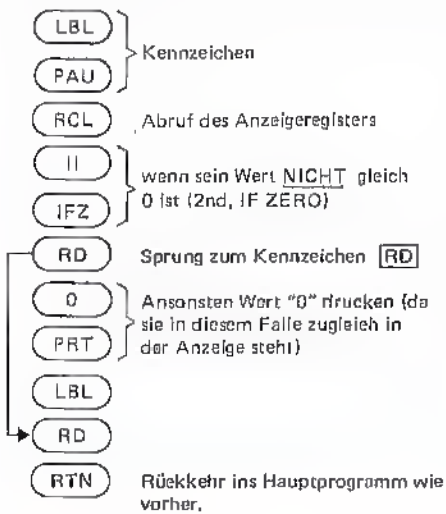 LBL
Kennzeichen
PAU
RCL Abruf des Anzeigeregisters
II
wenn sein Wert NICHT gleich
0 ist (2nd, IF ZERO)
IFZ
RD Sprung zum Kennzeichen RD
0 Ansonsten Wert "0" drucken (da
sie in diesem Falle zugleich in
PRT
der Anzeige steht)
LBL
RD
RTN Rückkehr ins Hauptprogramm wie
vorher.